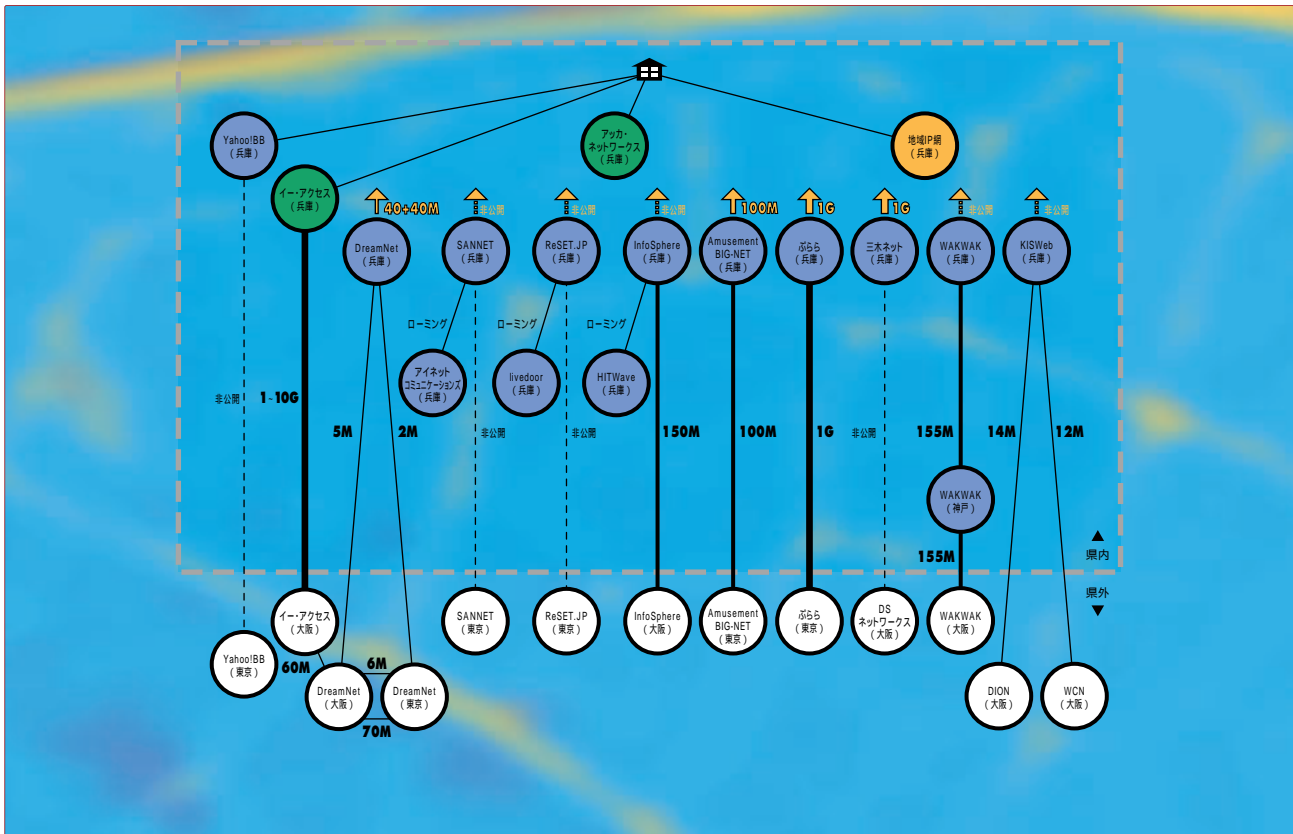 Yahoo!BB
(兵庫)
アッカ・
ネットワークス
(兵庫)
地域IP網
(兵庫)
イー・アクセス
(兵庫)
40+40M
非公開
非公開
非公開
100M
1G
1G
非公開
非公開
DreamNet
(兵庫)
SANNET
(兵庫)
ReSET.JP
(兵庫)
InfoSphere
(兵庫)
Amusement
BIG-NET
(兵庫)
ぷらら
(兵庫)
三木ネット
(兵庫)
WAKWAK
(兵庫)
KISWeb
(兵庫)
ローミング
ローミング
ローミング
アイネット
コミュニケーションズ
(兵庫)
livedoor
(兵庫)
HITWave
(兵庫)
非公開
1~10G
5M
2M
非公開
非公開
150M
100M
1G
非公開
155M
14M
12M
WAKWAK
(神戸)
155M
▲
県内
県外
▼
イー・アクセス
(大阪)
SANNET
(東京)
ReSET.JP
(東京)
InfoSphere
(大阪)
Amusement
BIG-NET
(東京)
ぷらら
(東京)
DS
ネットワークス
(大阪)
WAKWAK
(大阪)
Yahoo!BB
(東京)
60M
6M
DreamNet
(大阪)
DreamNet
(東京)
70M
DION
(大阪)
WCN
(大阪)